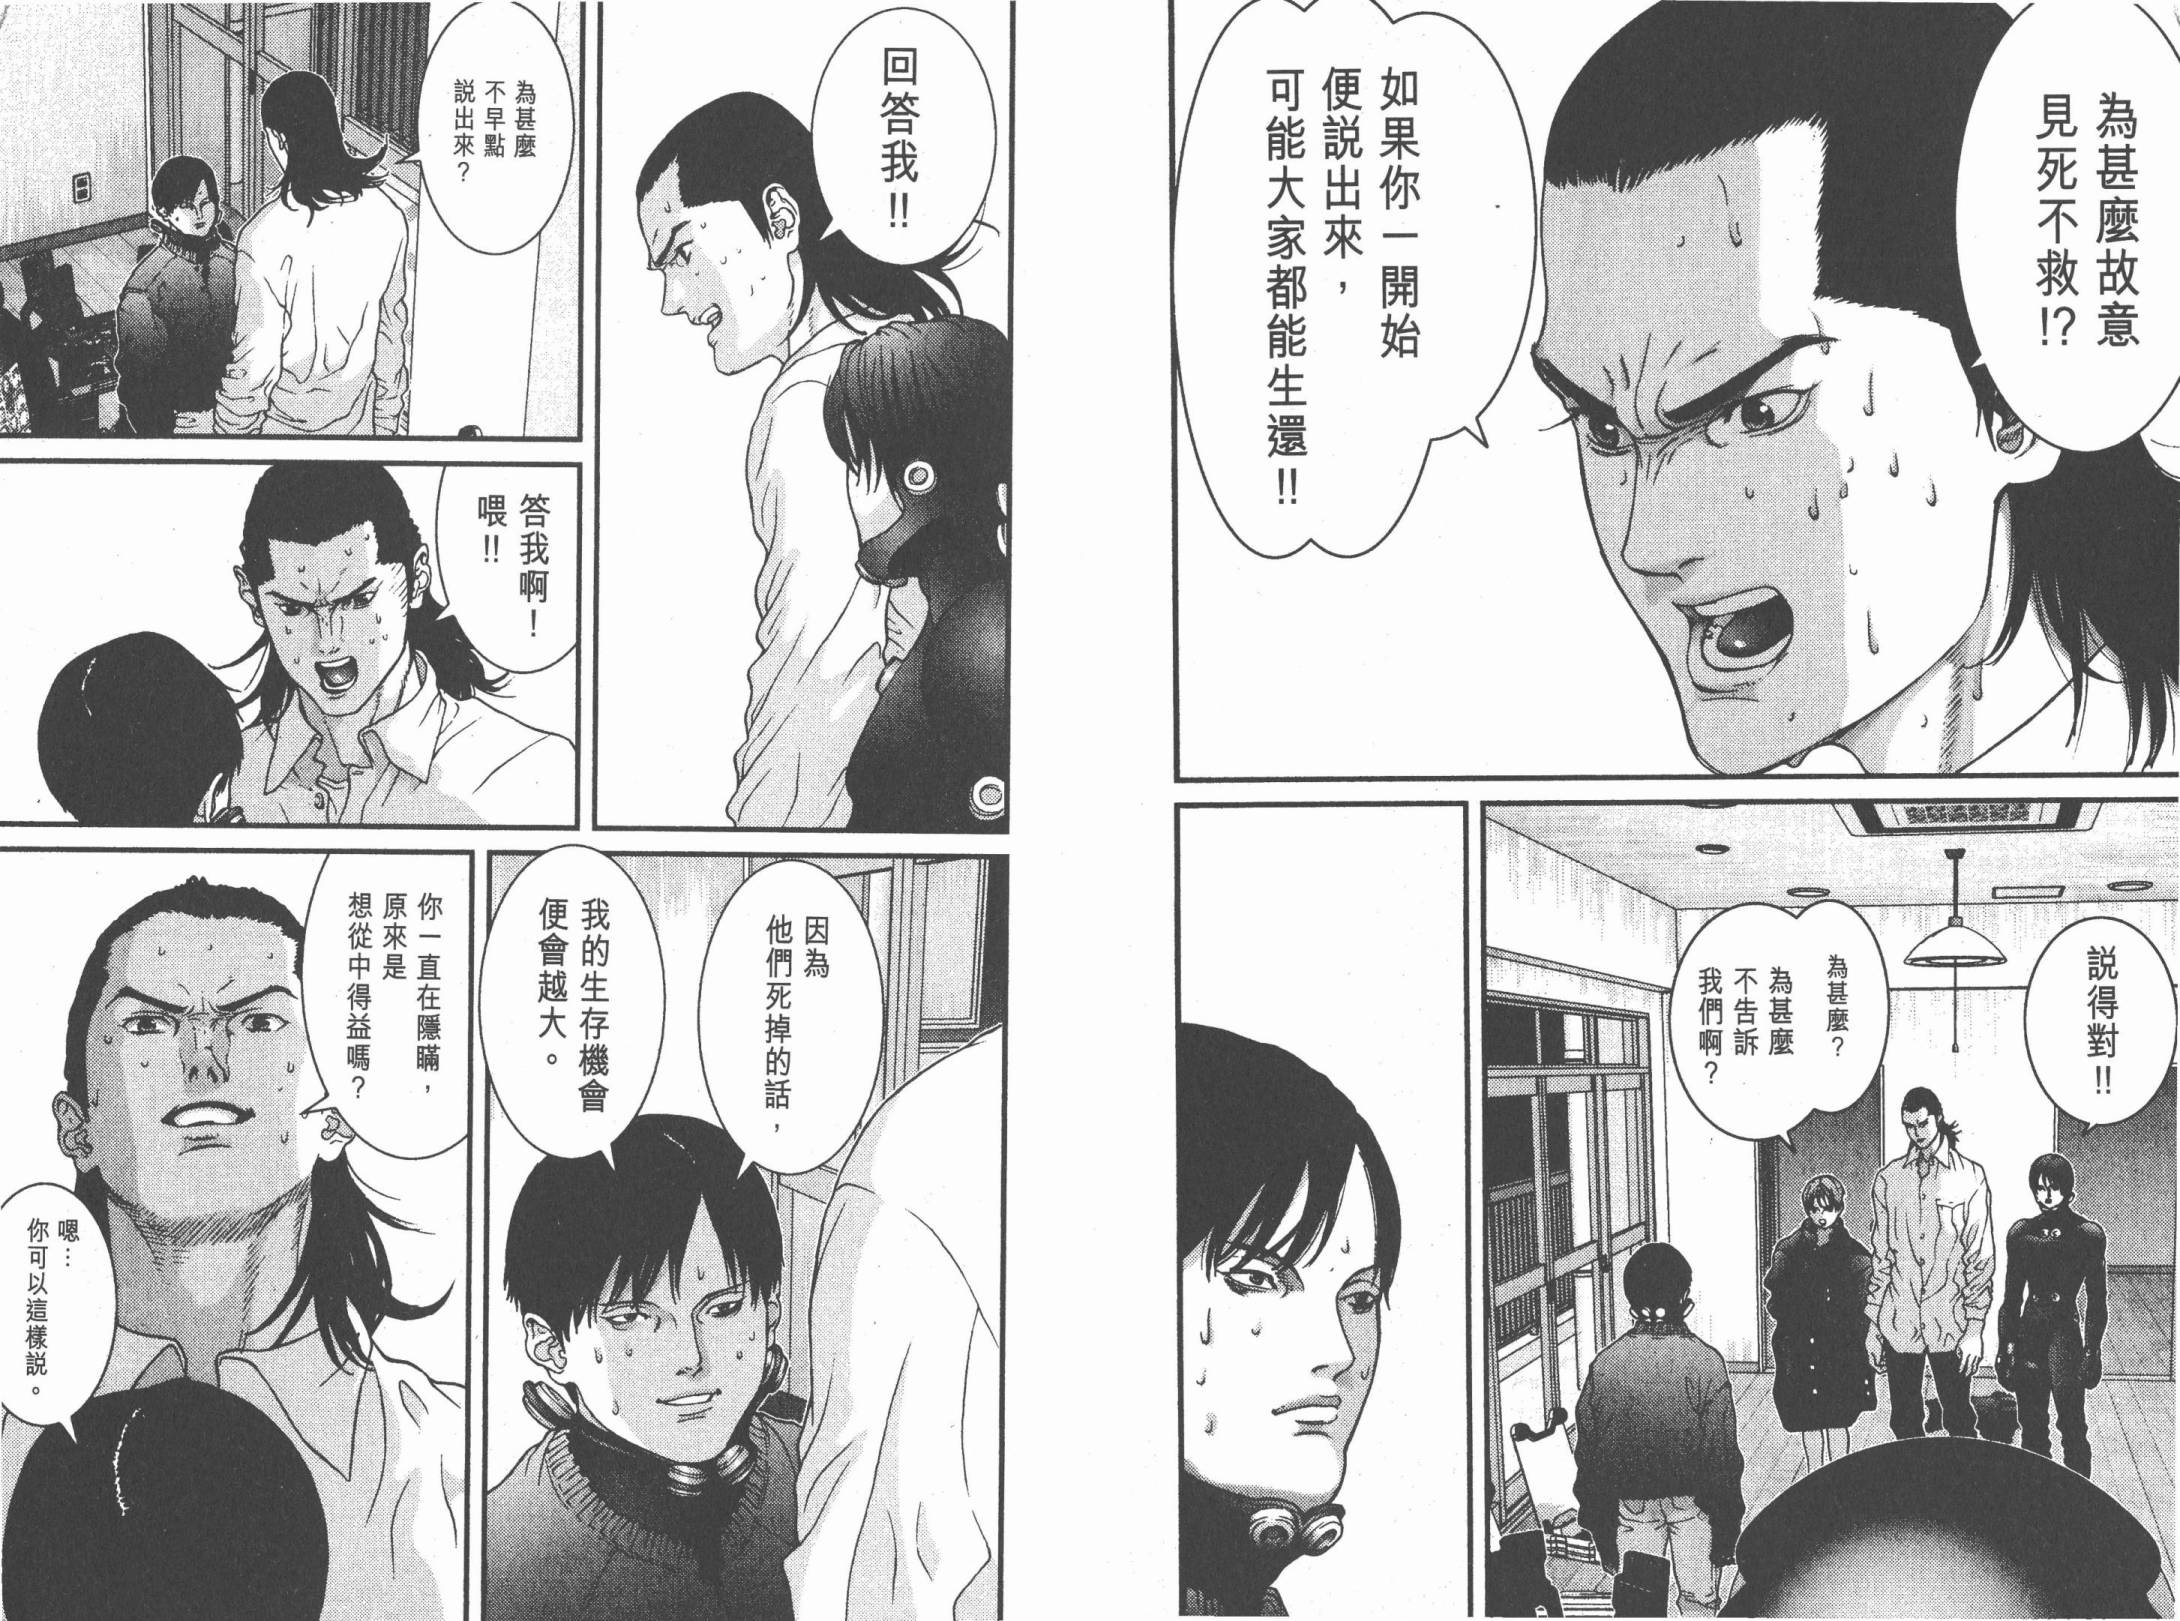 為甚麼故意
見死不救!?
如果你一開始
便説出來，
可能大家都能生還!!
説得對!!
為甚麼？
為甚麼
不告訴
我們啊？
回答我!!
為甚麼
不早點
説出來？
答我啊！
喂!!
因為
他們死掉的話，
我的生存機會
便會越大。
你一直在隱瞞，
原來是
想從中得益嗎？
嗯…
你可以這樣説。